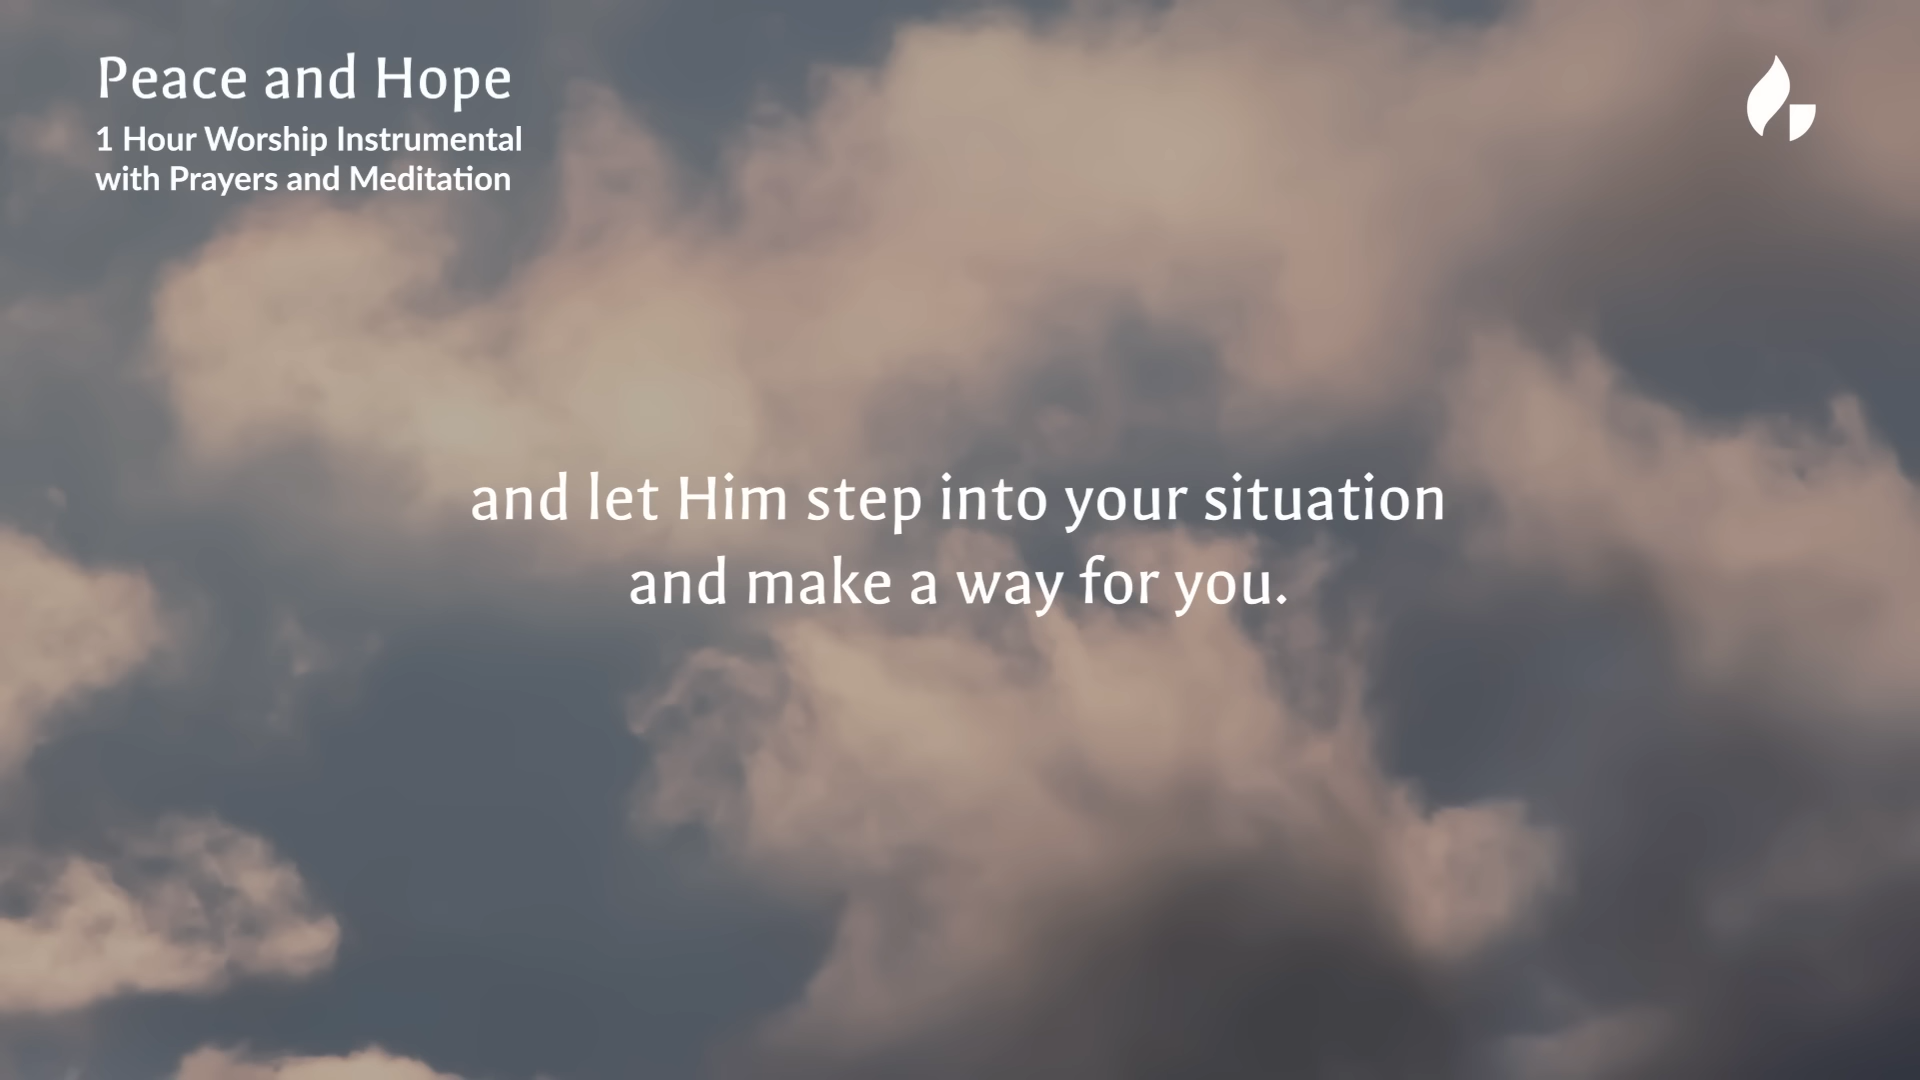 Peace and Hope
1 Hour Worship Instrumental
with Prayers and Meditation
and let Him step into your situation
and make a way for you.